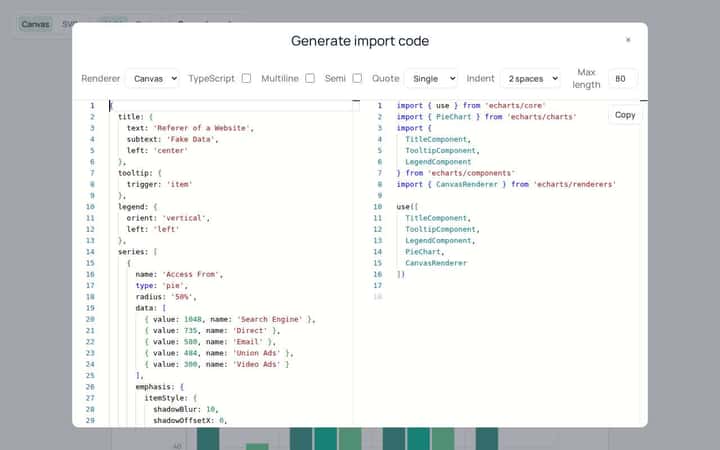 Canvas
Generate import code
×
Renderer Canvas TypeScript Multiline Semi Quote Single Indent 2 spaces Max length 80
1 {
2 title: {
3 text: 'Referer of a Website',
4 subtext: 'Fake Data',
5 left: 'center'
6 },
7 tooltip: {
8 trigger: 'item'
9 },
10 legend: {
11 orient: 'vertical',
12 left: 'left'
13 },
14 series: [
15 {
16 name: 'Access From',
17 type: 'pie',
18 radius: '50%',
19 data: [
20 { value: 1048, name: 'Search Engine' },
21 { value: 735, name: 'Direct' },
22 { value: 580, name: 'Email' },
23 { value: 484, name: 'Union Ads' },
24 { value: 300, name: 'Video Ads' }
25 ],
26 emphasis: {
27 itemStyle: {
28 shadowBlur: 10,
29 shadowOffsetX: 0,
1 import { use } from 'echarts/core'
2 import { PieChart } from 'echarts/charts'
3 import {
4 TitleComponent,
5 TooltipComponent,
6 LegendComponent
7 } from 'echarts/components'
8 import { CanvasRenderer } from 'echarts/renderers'
9
10 use([
11 TitleComponent,
12 TooltipComponent,
13 LegendComponent,
14 PieChart,
15 CanvasRenderer
16 ])
17
18
Copy
40